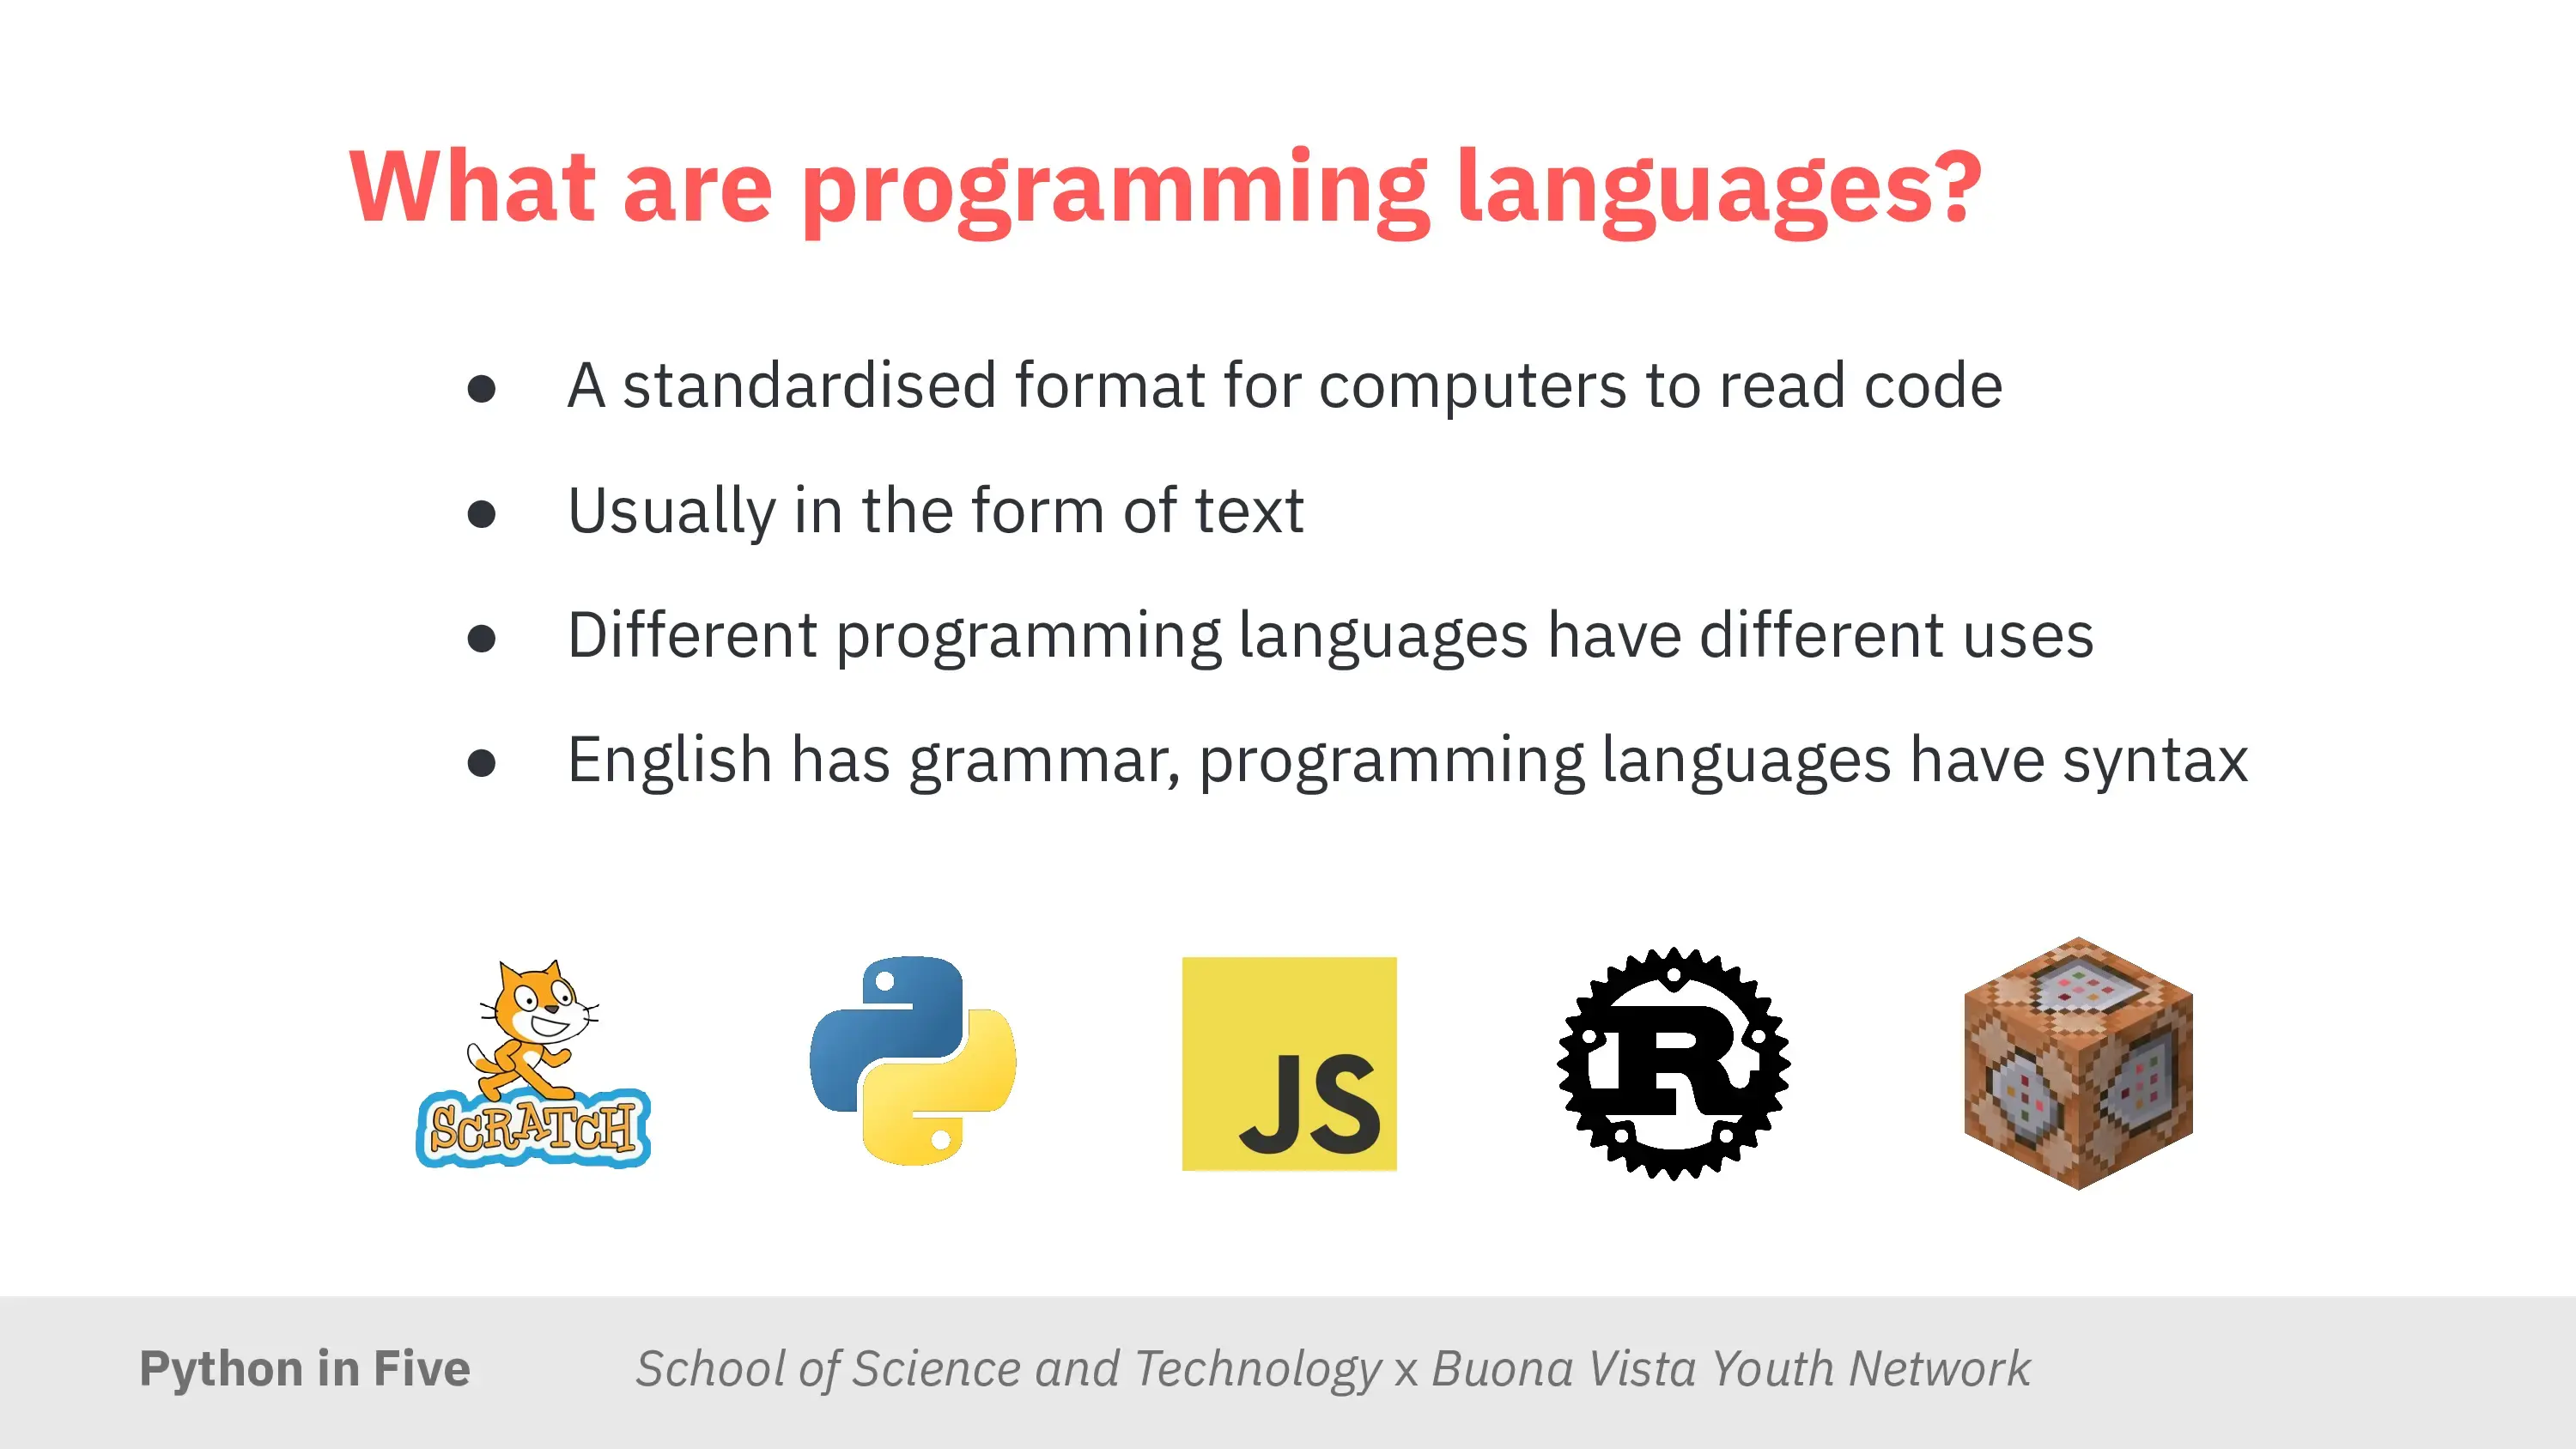 What are programming languages?
● A standardised format for computers to read code
● Usually in the form of text
● Different programming languages have different uses
● English has grammar, programming languages have syntax
SCRATCH
JS
R
Python in Five
School of Science and Technology x Buona Vista Youth Network